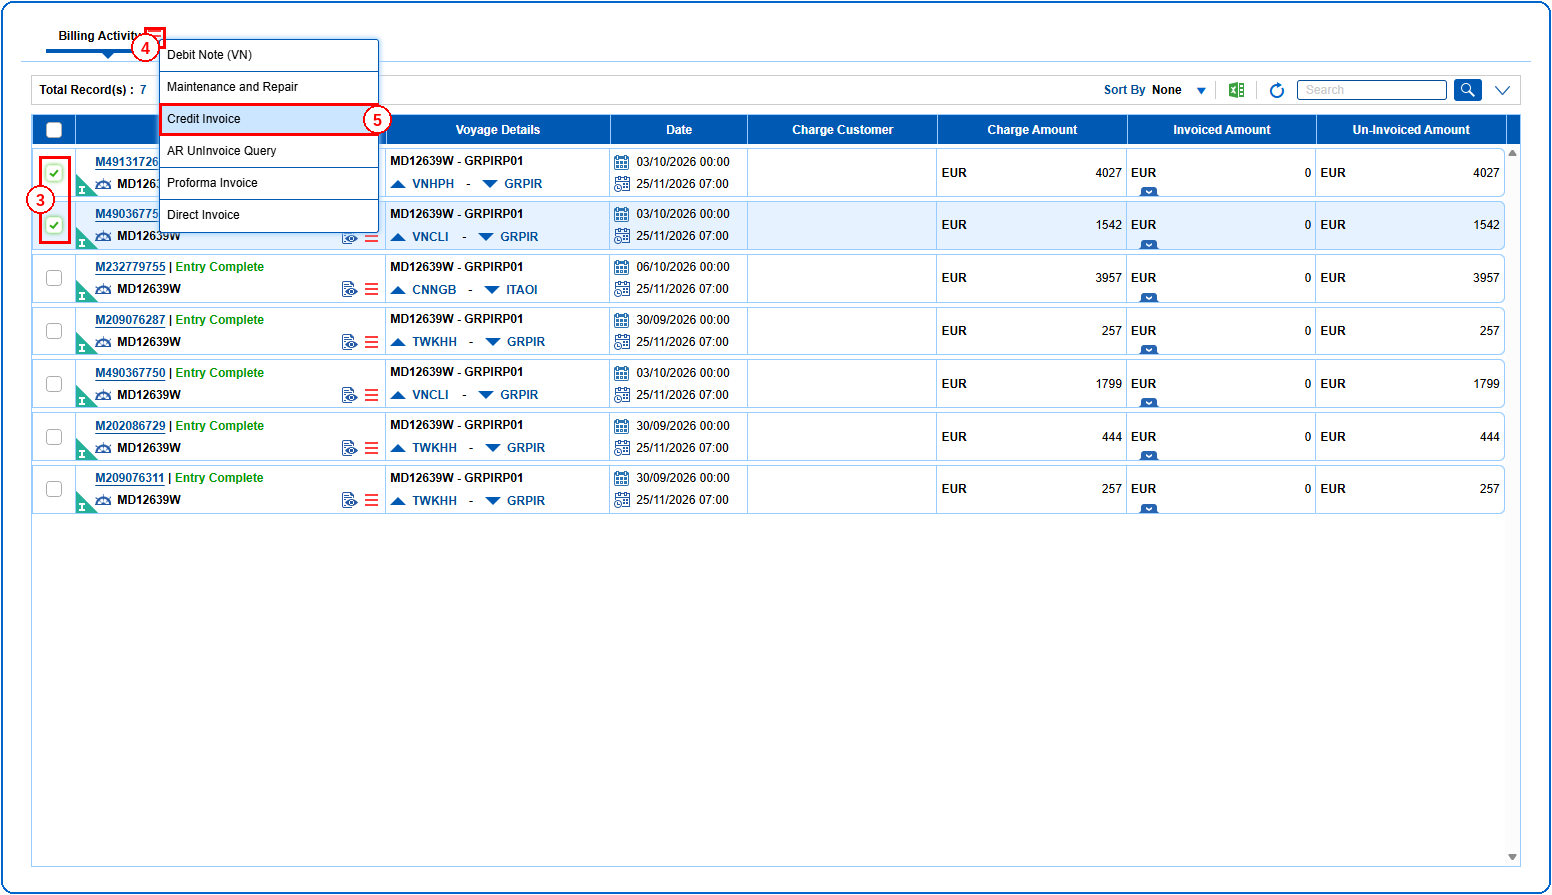 Billing Activity
4
Debit Note (VN)
Maintenance and Repair
Credit Invoice
5
AR UnInvoice Query
Proforma Invoice
Direct Invoice
Total Record(s) : 7
Sort By None
Search
Voyage Details Date Charge Customer Charge Amount Invoiced Amount Un-Invoiced Amount
3
M49131726 MD12639W - GRPIRP01 03/10/2026 00:00 EUR 4027 EUR 0 EUR 4027
I MD126 VNHPH - GRPIR 25/11/2026 07:00
M49036775 MD12639W - GRPIRP01 03/10/2026 00:00 EUR 1542 EUR 0 EUR 1542
I MD12639W VNCLI - GRPIR 25/11/2026 07:00
M232779755 | Entry Complete MD12639W - GRPIRP01 06/10/2026 00:00 EUR 3957 EUR 0 EUR 3957
I MD12639W CNNGB - ITAOI 25/11/2026 07:00
M209076287 | Entry Complete MD12639W - GRPIRP01 30/09/2026 00:00 EUR 257 EUR 0 EUR 257
I MD12639W TWKHH - GRPIR 25/11/2026 07:00
M490367750 | Entry Complete MD12639W - GRPIRP01 03/10/2026 00:00 EUR 1799 EUR 0 EUR 1799
I MD12639W VNCLI - GRPIR 25/11/2026 07:00
M202086729 | Entry Complete MD12639W - GRPIRP01 30/09/2026 00:00 EUR 444 EUR 0 EUR 444
I MD12639W TWKHH - GRPIR 25/11/2026 07:00
M209076311 | Entry Complete MD12639W - GRPIRP01 30/09/2026 00:00 EUR 257 EUR 0 EUR 257
I MD12639W TWKHH - GRPIR 25/11/2026 07:00